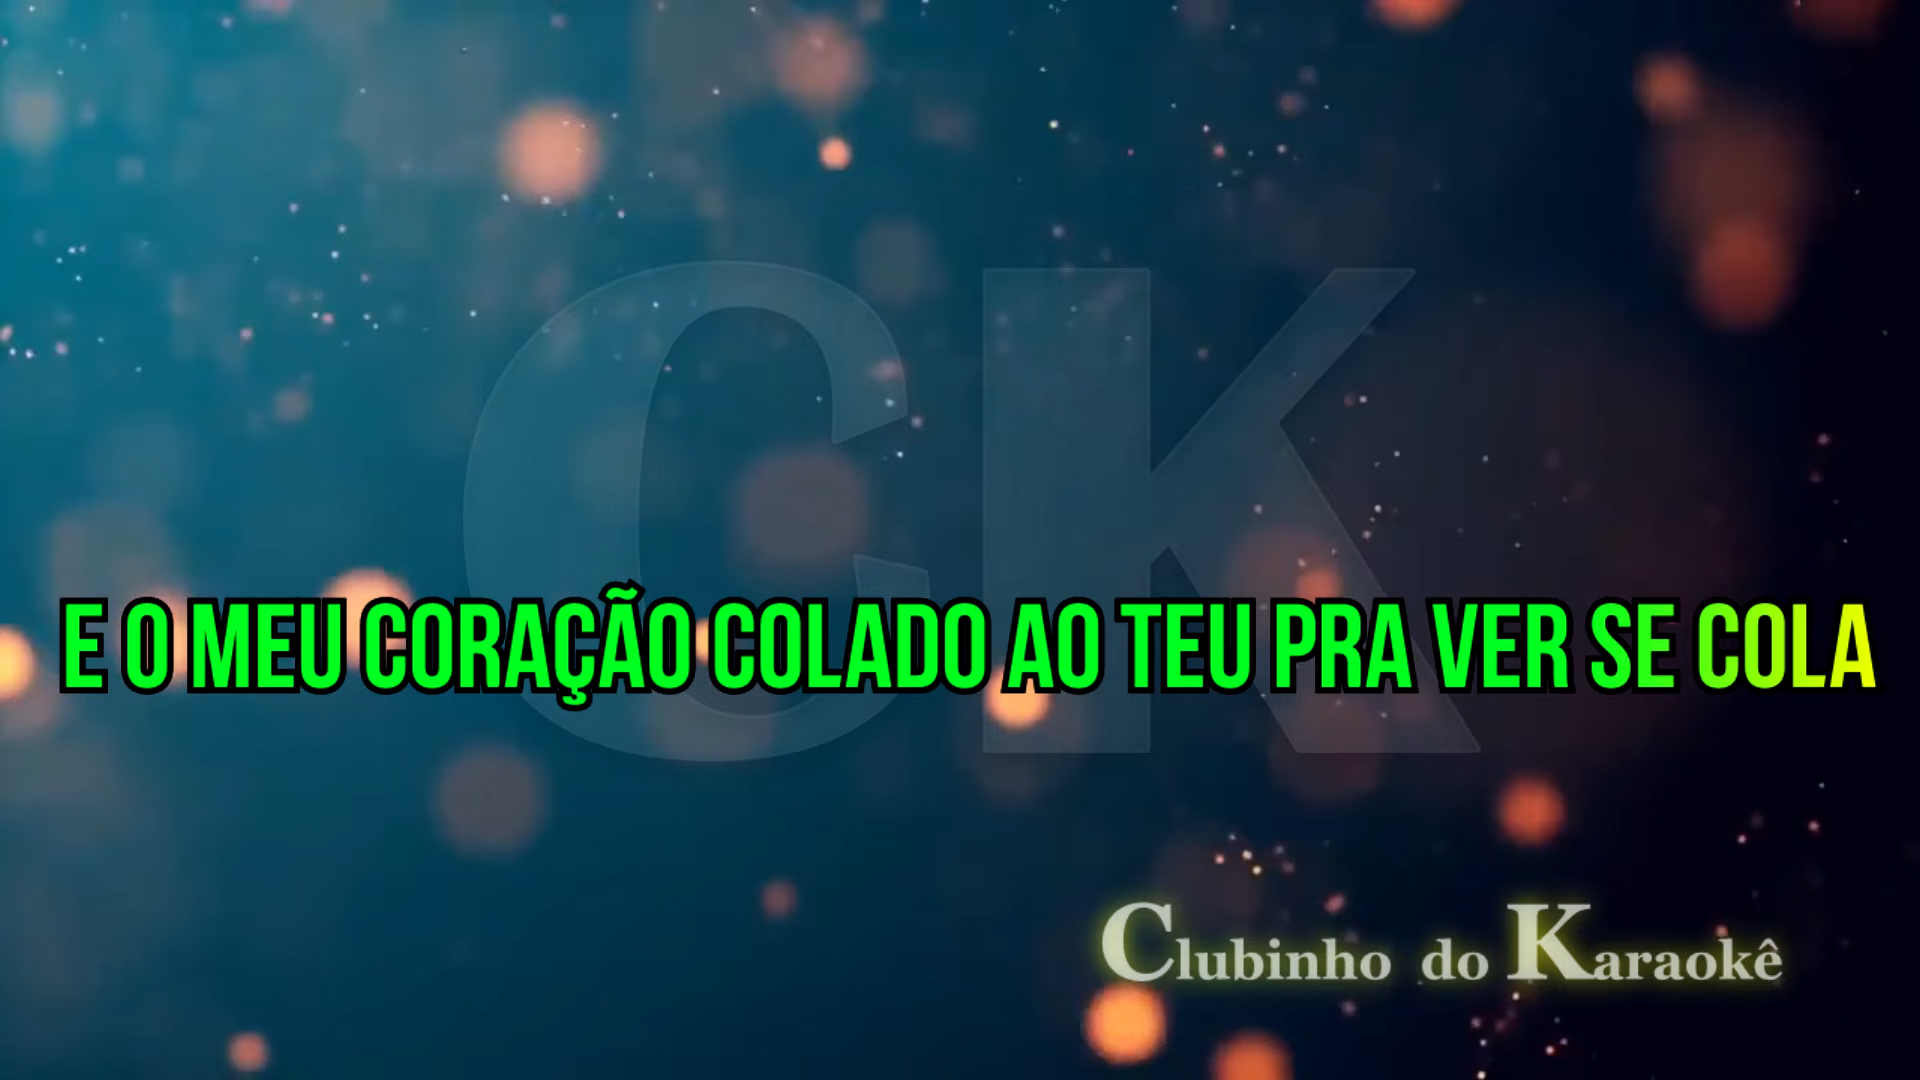 CK
E O MEU CORAÇÃO COLADO AO TEU PRA VER SE COLA
Clubinho do Karaokê